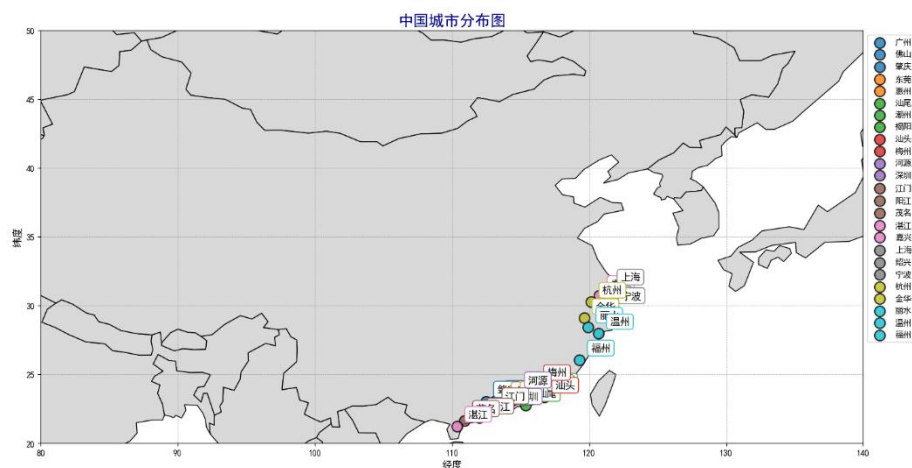 中国城市分布图
50
45
40
35
30
25
20
80
90
100
110
120
130
140
纬度
经度
上海
杭州
宁波
金华
丽水
温州
福州
梅州
河源
汕头
江门
湛江
广州
佛山
肇庆
东莞
惠州
汕尾
潮州
揭阳
汕头
梅州
河源
深圳
江门
阳江
茂名
湛江
嘉兴
上海
绍兴
宁波
杭州
金华
丽水
温州
福州